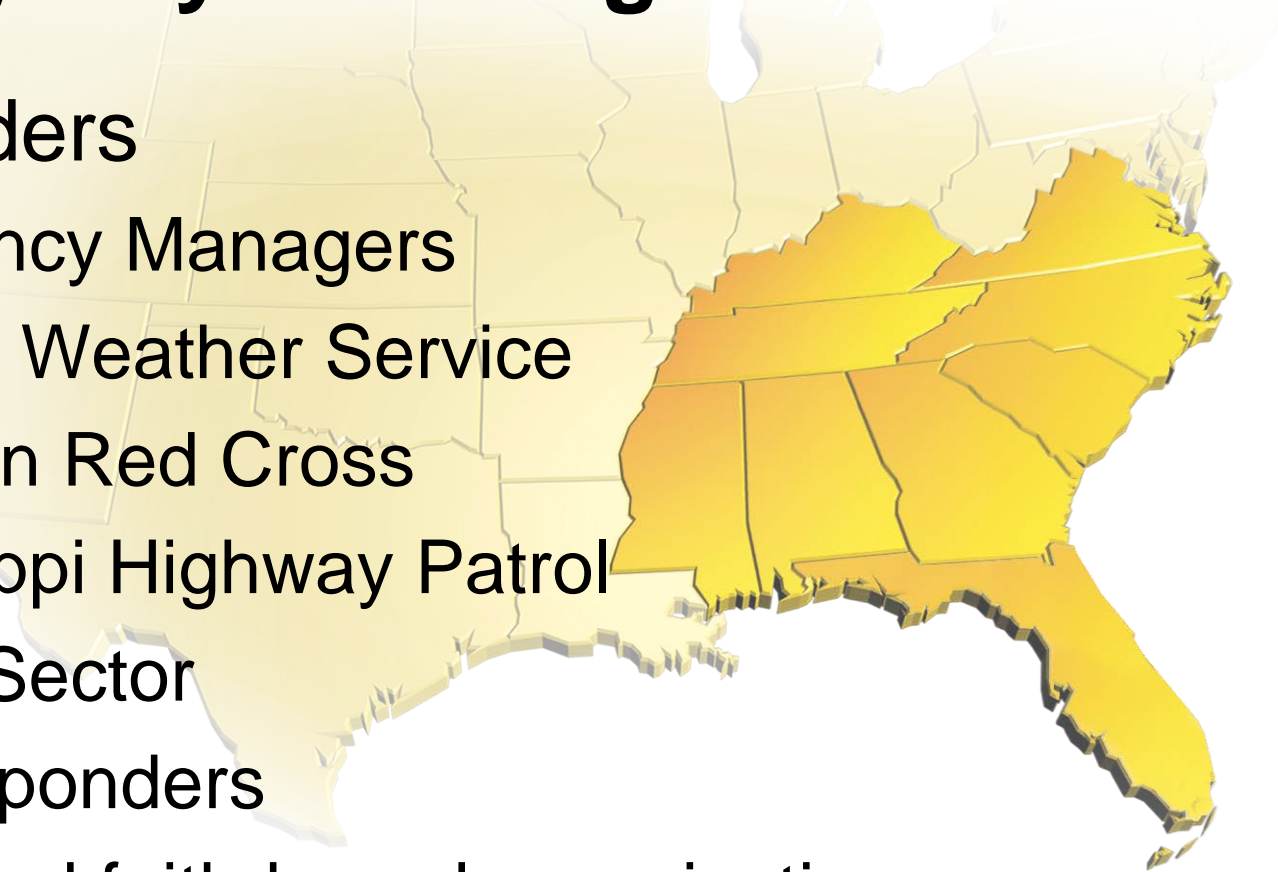 ders
ncy Managers
Weather Service
n Red Cross
ppi Highway Patrol
Sector
ponders